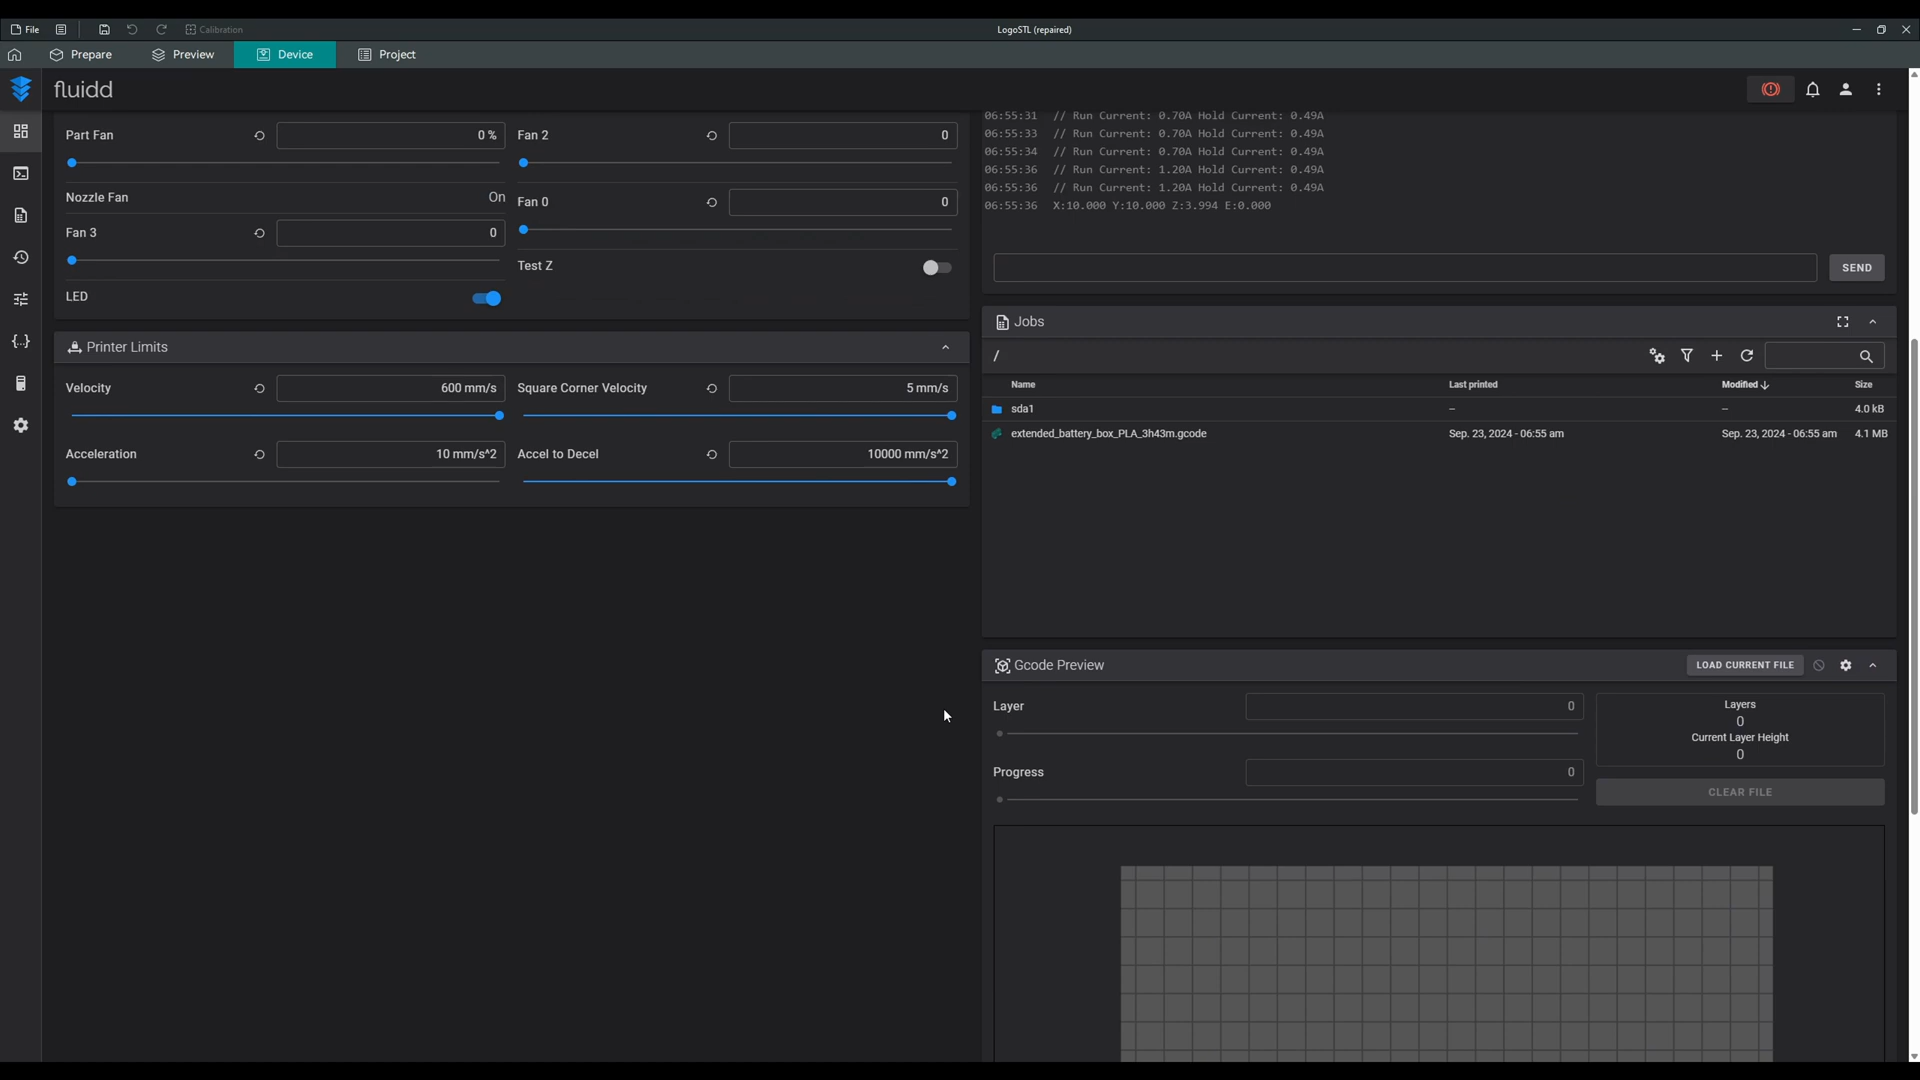 File
Calibration
LogoSTL (repaired)
Prepare
Preview
Device
Project
fluidd
Part Fan
0 %
Fan 2
0
Nozzle Fan
On
Fan 0
0
Fan 3
0
Test Z
LED
Printer Limits
Velocity
600 mm/s
Square Corner Velocity
5 mm/s
Acceleration
10 mm/s^2
Accel to Decel
10000 mm/s^2
06:55:31 // Run Current: 0.70A Hold Current: 0.49A
06:55:33 // Run Current: 0.70A Hold Current: 0.49A
06:55:34 // Run Current: 0.70A Hold Current: 0.49A
06:55:36 // Run Current: 1.20A Hold Current: 0.49A
06:55:36 // Run Current: 1.20A Hold Current: 0.49A
06:55:36 X:10.000 Y:10.000 Z:3.994 E:0.000
SEND
Jobs
/
Name Last printed Modified Size
sda1 -- -- 4.0 kB
extended_battery_box_PLA_3h43m.gcode Sep. 23, 2024 - 06:55 am Sep. 23, 2024 - 06:55 am 4.1 MB
Gcode Preview
LOAD CURRENT FILE
Layer
0
Progress
0
Layers
0
Current Layer Height
0
CLEAR FILE